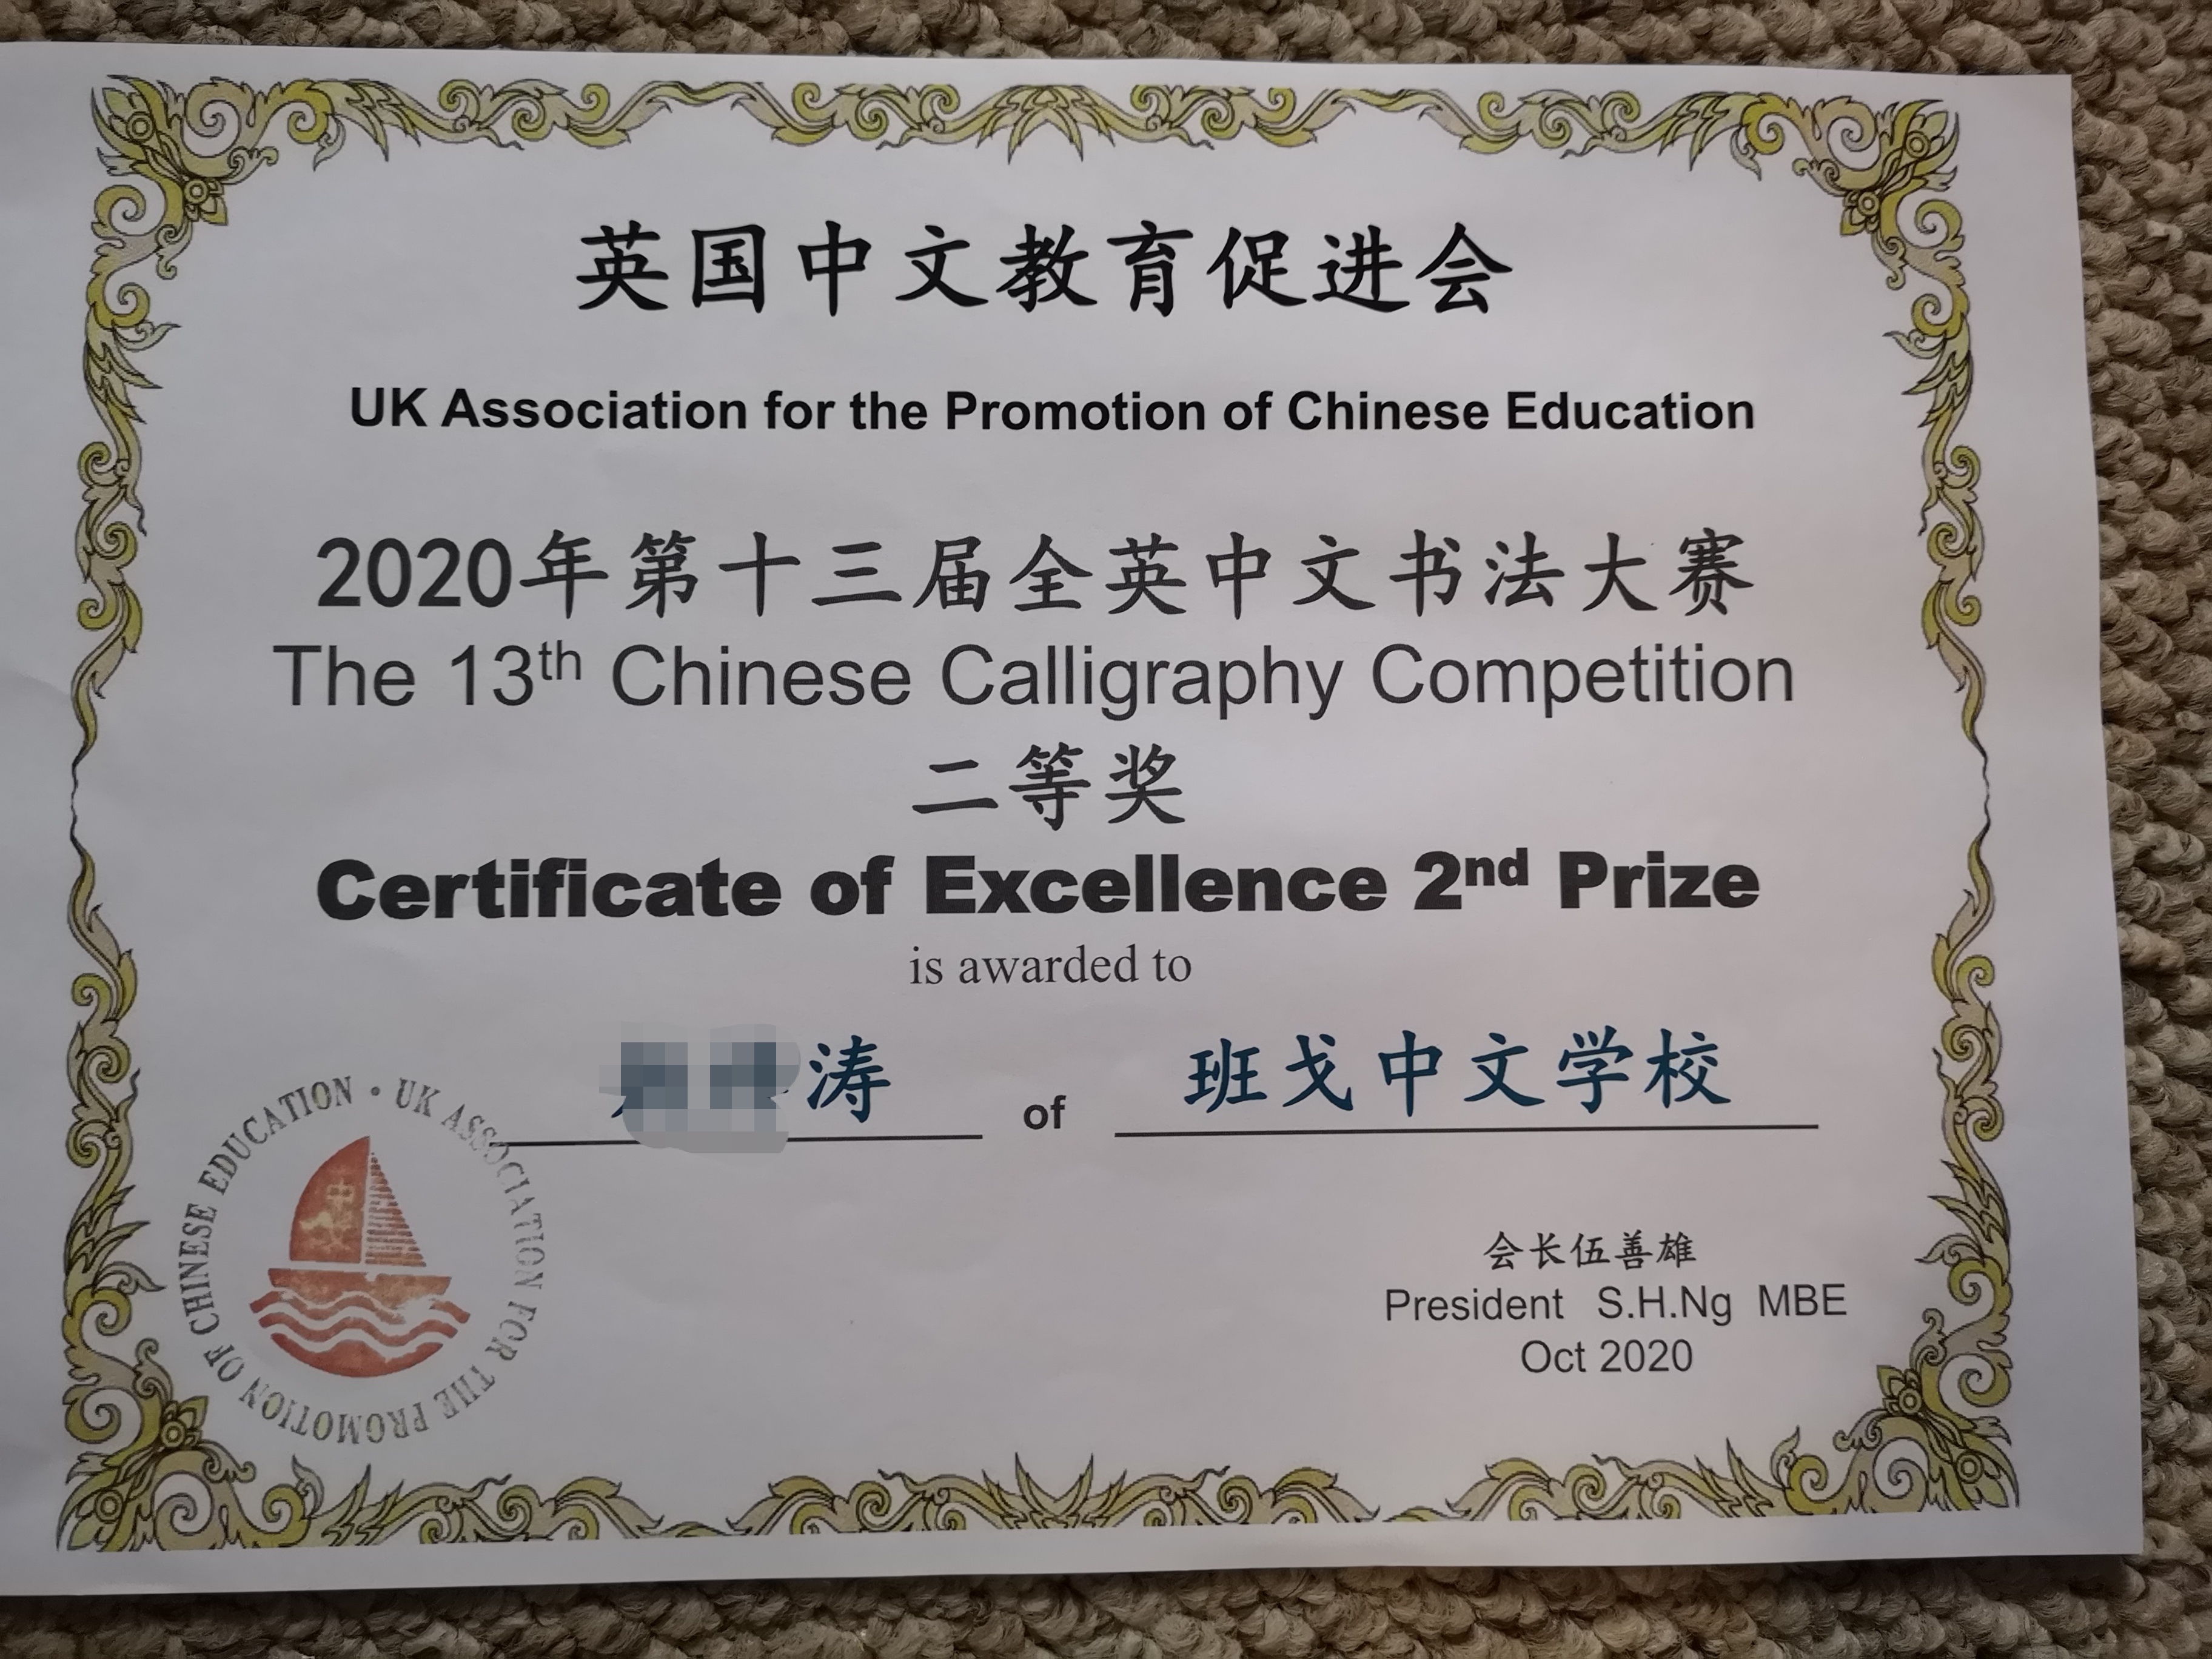 英国中文教育促进会
UK Association for the Promotion of Chinese Education
2020年第十三届全英中文书法大赛
The 13th Chinese Calligraphy Competition
二等奖
Certificate of Excellence 2nd Prize
is awarded to
涛 of 班戈中文学校
UK ASSOCIATION FOR THE PROMOTION OF CHINESE EDUCATION •
中文
会长伍善雄
President S.H.Ng MBE
Oct 2020